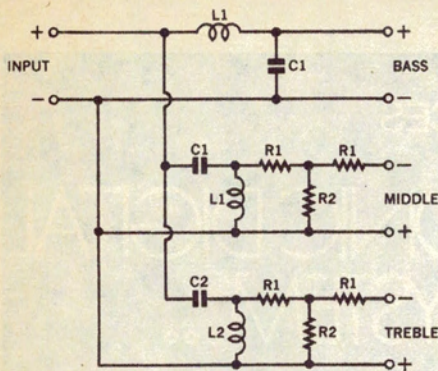 L1
+ +
INPUT C1 BASS
− −
C1 R1 R1
−
L1 R2 MIDDLE
+
C2 R1 R1
−
L2 R2 TREBLE
+